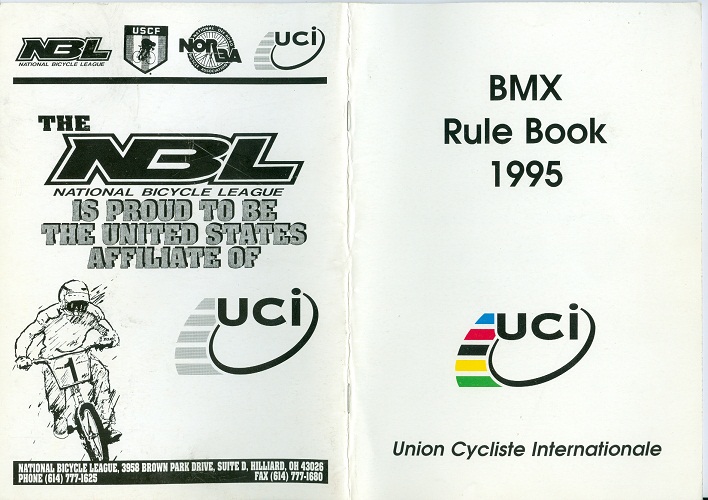 NBL
NATIONAL BICYCLE LEAGUE
USCF
NORBA
UCi
THE
NBL
NATIONAL BICYCLE LEAGUE
IS PROUD TO BE
THE UNITED STATES
AFFILIATE OF
UCi
1
NATIONAL BICYCLE LEAGUE, 3958 BROWN PARK DRIVE, SUITE D, HILLIARD, OH 43026
PHONE (614) 777-1625 FAX (614) 777-1680
BMX
Rule Book
1995
UCi
Union Cycliste Internationale